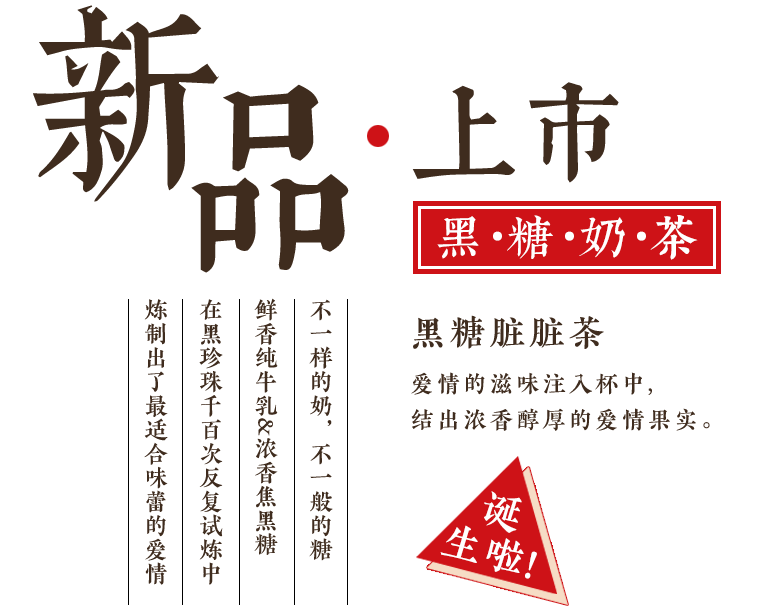 新品·上市
黑·糖·奶·茶
不一样的奶，不一般的糖
鲜香纯牛乳&浓香焦黑糖
在黑珍珠千百次反复试炼中
炼制出了最适合味蕾的爱情
黑糖脏脏茶
爱情的滋味注入杯中，
结出浓香醇厚的爱情果实。
诞
生啦!